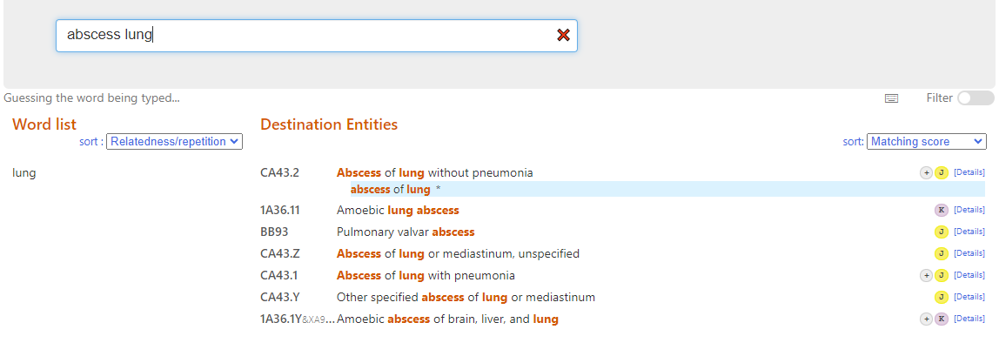 abscess lung
Guessing the word being typed... Filter
Word list Destination Entities
sort : Relatedness/repetition sort: Matching score
lung CA43.2 Abscess of lung without pneumonia + J [Details]
abscess of lung *
1A36.11 Amoebic lung abscess K [Details]
BB93 Pulmonary valvar abscess J [Details]
CA43.Z Abscess of lung or mediastinum, unspecified J [Details]
CA43.1 Abscess of lung with pneumonia + J [Details]
CA43.Y Other specified abscess of lung or mediastinum J [Details]
1A36.1Y&XA9... Amoebic abscess of brain, liver, and lung + K [Details]